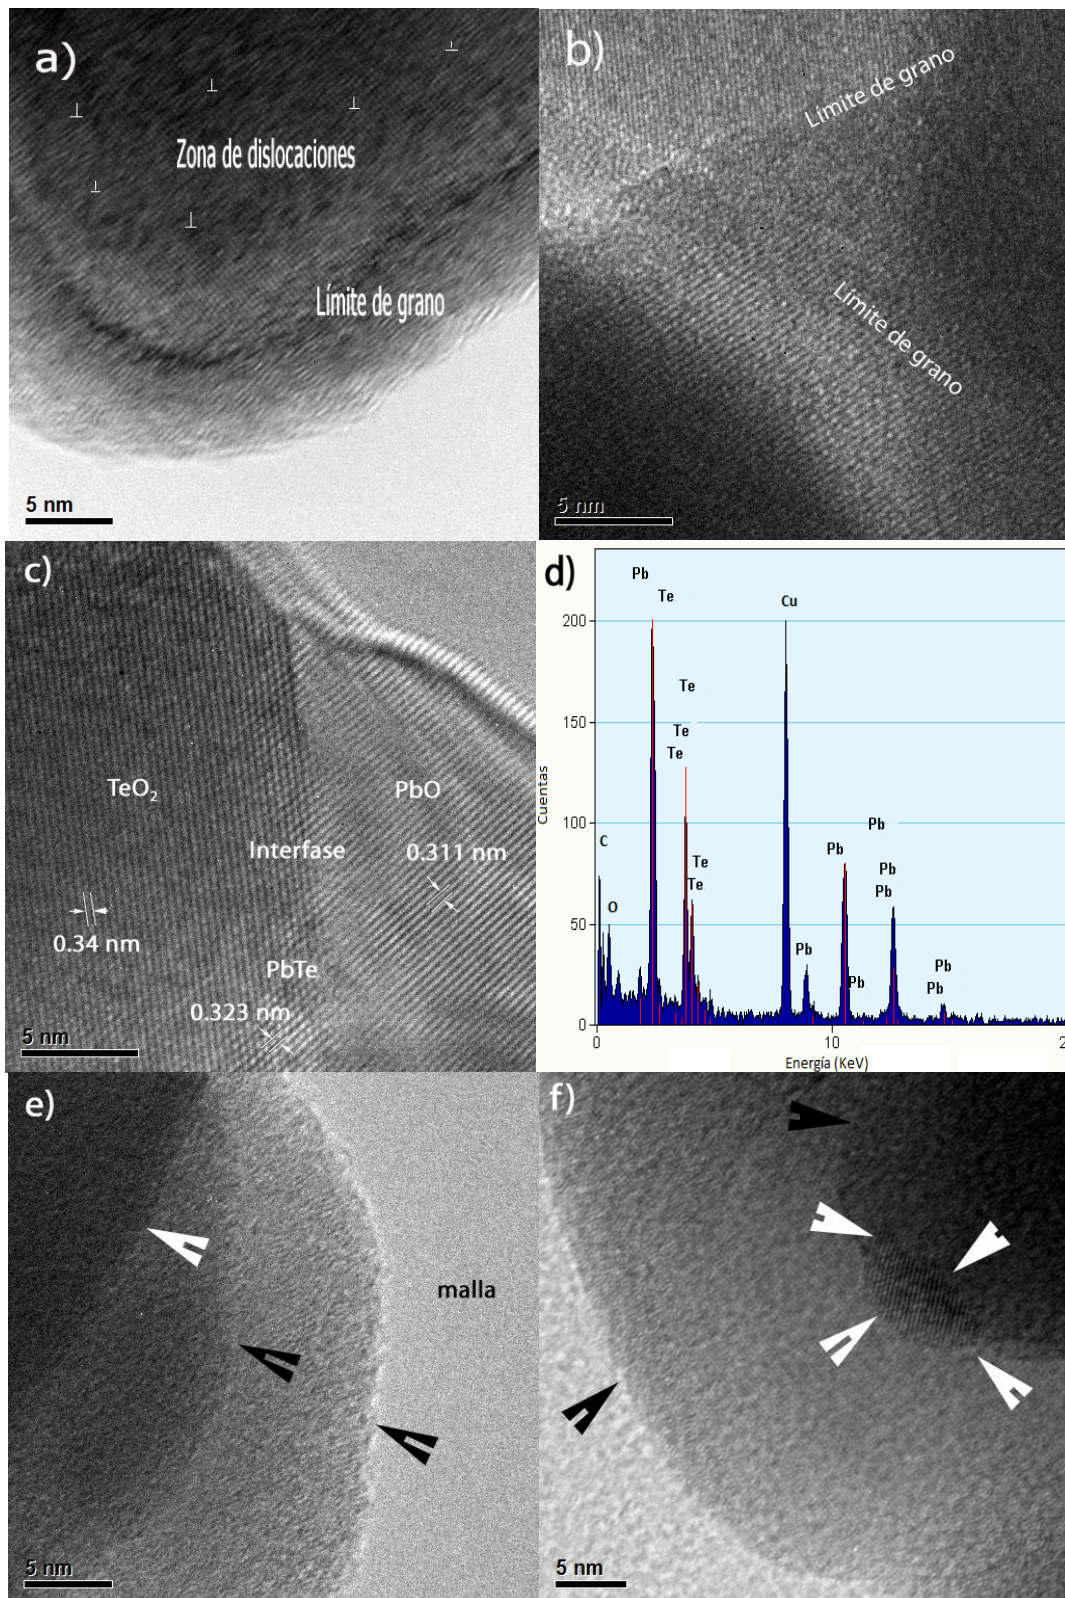 a)
Zona de dislocaciones
Límite de grano
5 nm
b)
Límite de grano
Límite de grano
5 nm
c)
TeO₂
PbO
Interfase
0.311 nm
0.34 nm
PbTe
0.323 nm
5 nm
d)
Pb
Te
Cu
200
Te
150
Te
Te
Cuentas
100
Pb
C
Pb
Te
Pb
Te
Pb
O
50
Pb
Pb
Pb
Pb
0
0
10
2
Energía (KeV)
e)
malla
5 nm
f)
5 nm